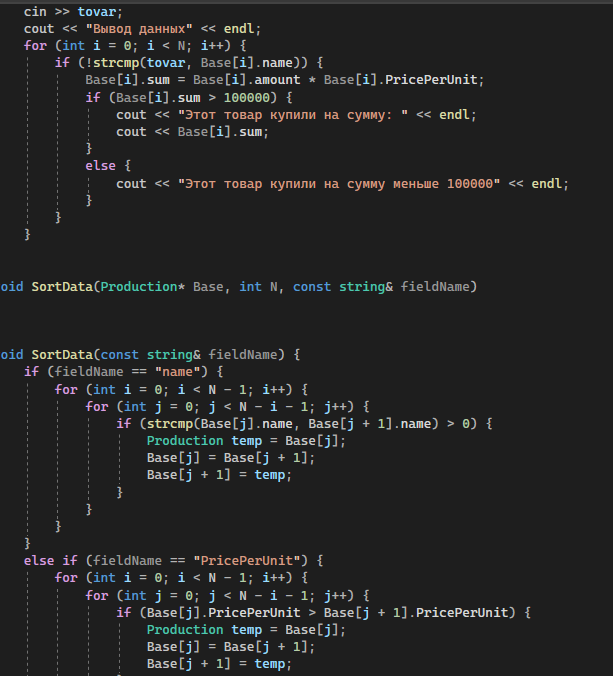 cin >> tovar;
cout << "Вывод данных" << endl;
for (int i = 0; i < N; i++) {
if (!strcmp(tovar, Base[i].name)) {
Base[i].sum = Base[i].amount * Base[i].PricePerUnit;
if (Base[i].sum > 100000) {
cout << "Этот товар купили на сумму: " << endl;
cout << Base[i].sum;
}
else {
cout << "Этот товар купили на сумму меньше 100000" << endl;
}
}
}
oid SortData(Production* Base, int N, const string& fieldName)
oid SortData(const string& fieldName) {
if (fieldName == "name") {
for (int i = 0; i < N - 1; i++) {
for (int j = 0; j < N - i - 1; j++) {
if (strcmp(Base[j].name, Base[j + 1].name) > 0) {
Production temp = Base[j];
Base[j] = Base[j + 1];
Base[j + 1] = temp;
}
}
}
}
else if (fieldName == "PricePerUnit") {
for (int i = 0; i < N - 1; i++) {
for (int j = 0; j < N - i - 1; j++) {
if (Base[j].PricePerUnit > Base[j + 1].PricePerUnit) {
Production temp = Base[j];
Base[j] = Base[j + 1];
Base[j + 1] = temp;